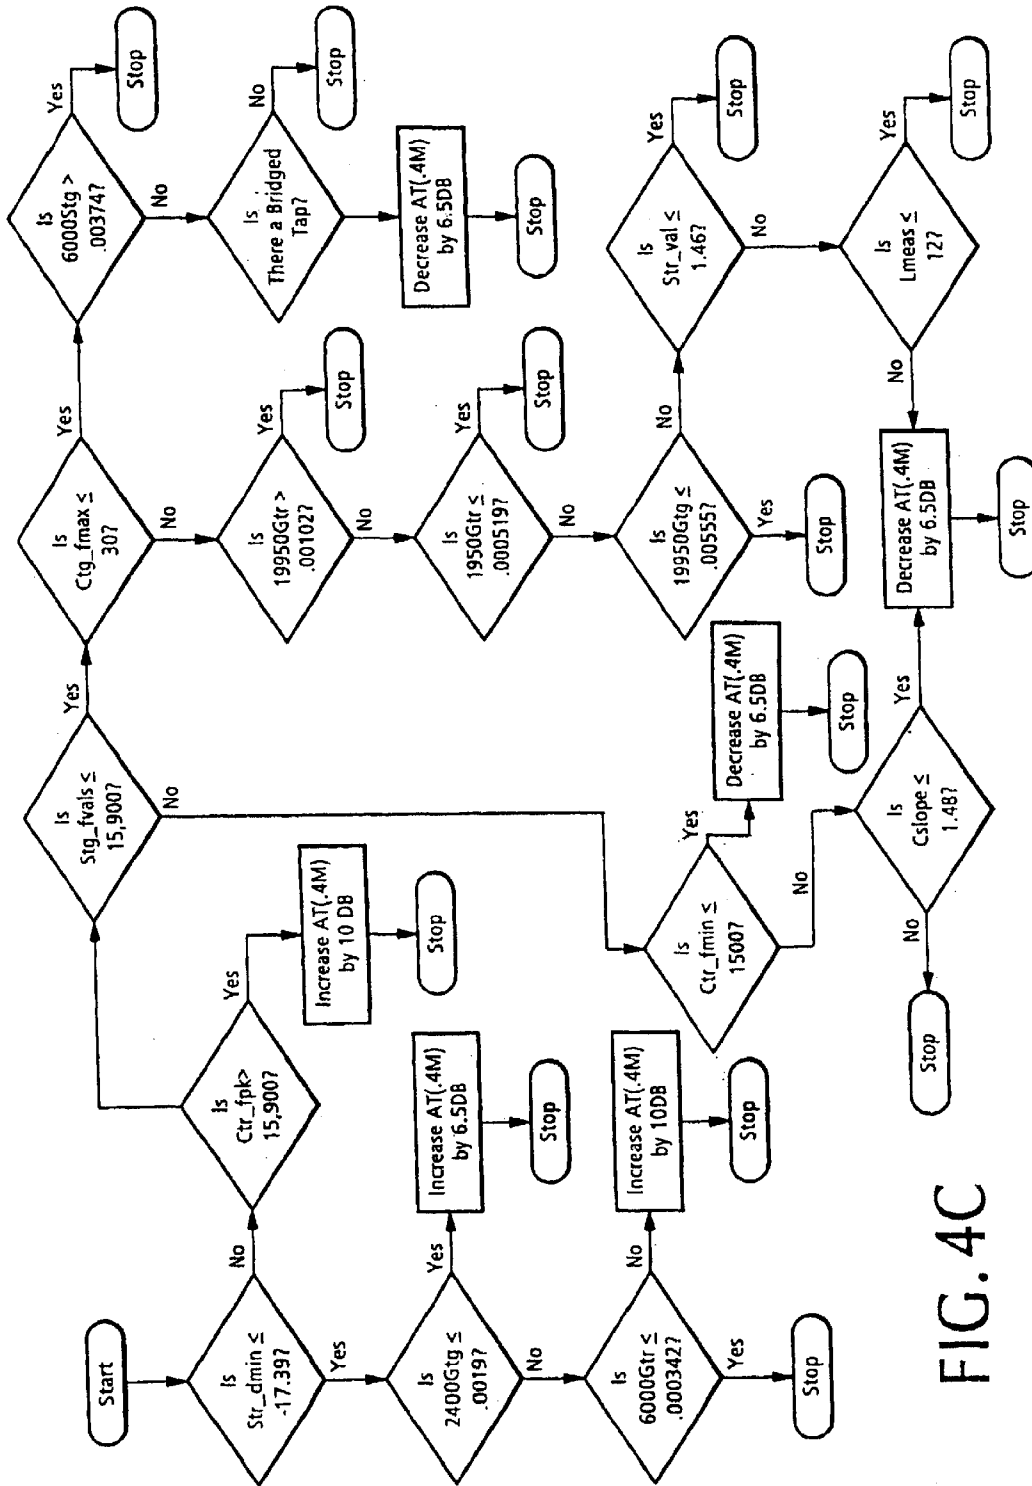 Start
Is
Str_dmin ≤
-17.39?
Yes
No
Is
2400Gtg ≤
.0019?
Yes
No
Is
6000Gtr ≤
.000342?
Yes
No
Stop
Increase AT(.4M)
by 6.5DB
Stop
Increase AT(.4M)
by 10DB
Stop
Is
Ctr_fpk>
15,900?
Yes
Increase AT(.4M)
by 10 DB
Stop
Is
Stg_fvals ≤
15,900?
Yes
No
Is
Ctr_fmin ≤
1500?
Yes
No
Decrease AT(.4M)
by 6.5DB
Stop
Is
Cslope ≤
1.48?
No
Yes
Stop
Decrease AT(.4M)
by 6.5DB
Stop
Is
Ctg_fmax ≤
30?
Yes
No
Is
19950Gtr >
.00102?
Yes
No
Stop
Is
1950Gtr ≤
.000519?
Yes
No
Stop
Is
19950Gtg ≤
.00555?
Yes
No
Stop
Is
6000Stg >
.00374?
Yes
No
Stop
Is
There a Bridged
Tap?
No
Stop
Decrease AT(.4M)
by 6.5DB
Stop
Is
Str_val ≤
1.46?
Yes
No
Stop
Is
Lmeas ≤
12?
Yes
No
Stop
FIG. 4C